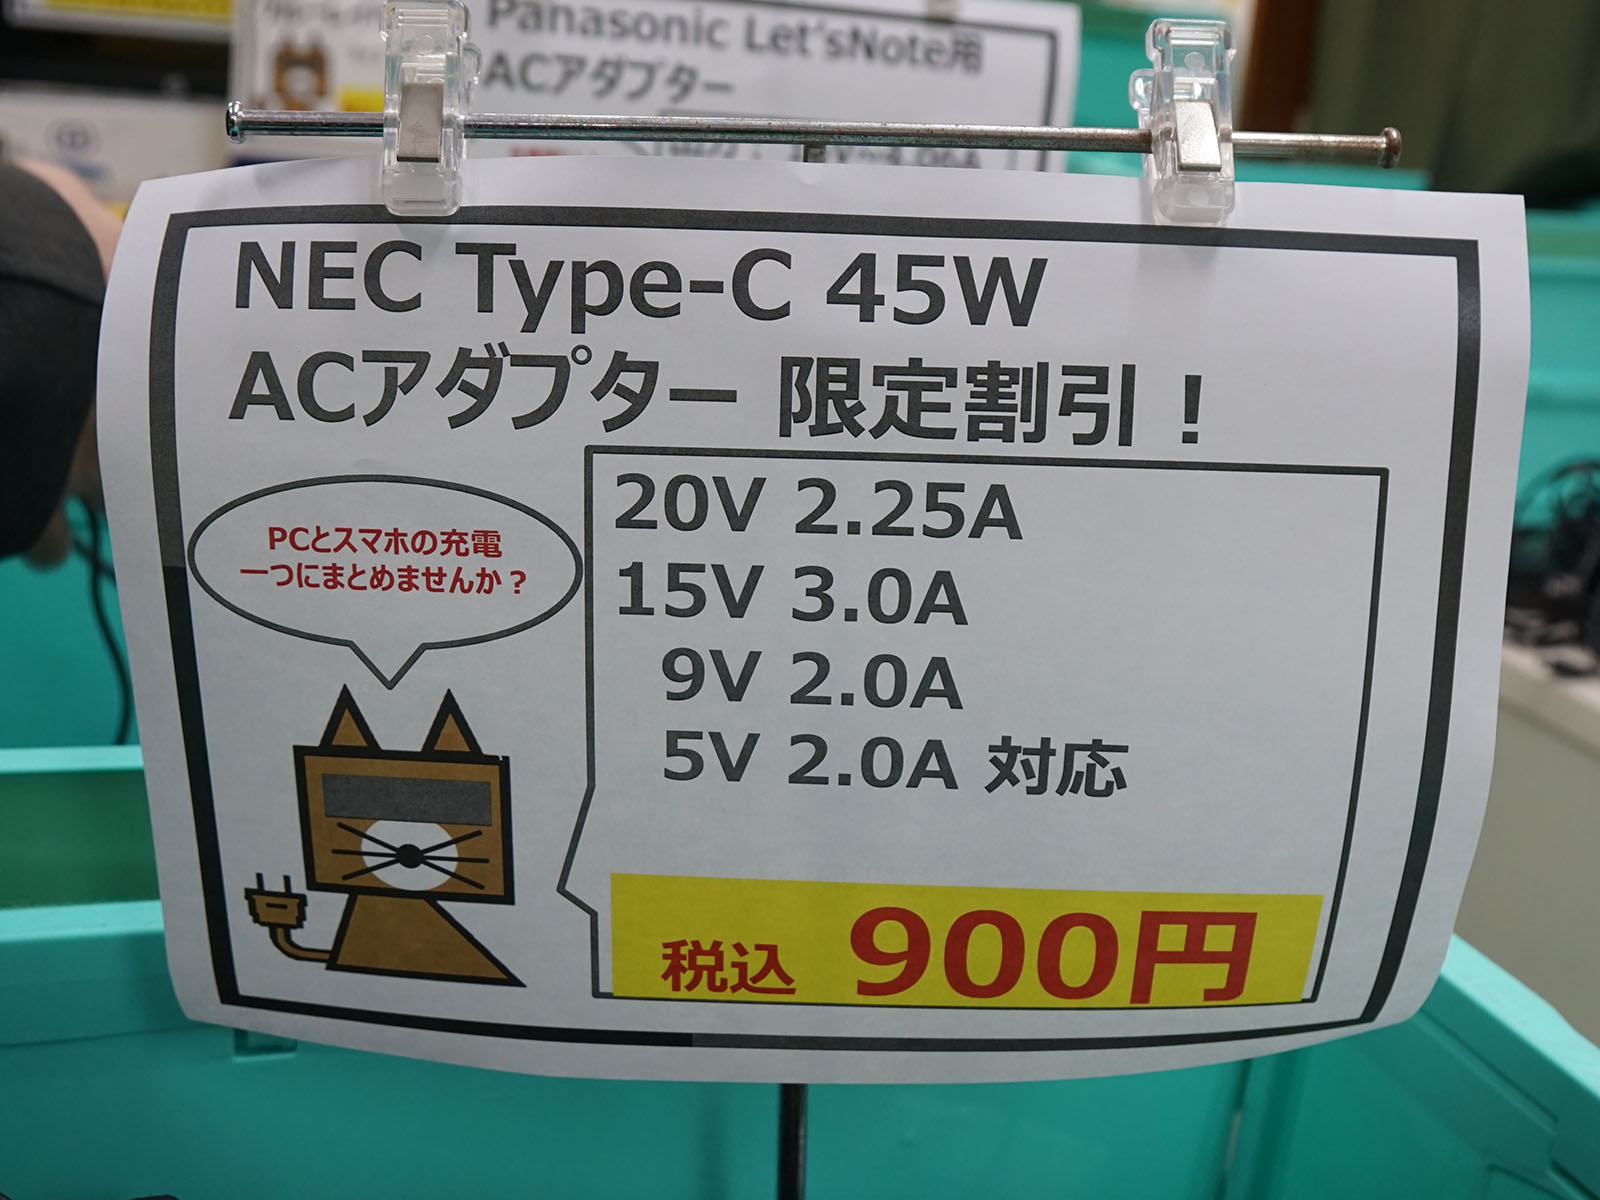 Panasonic Let'sNote用
ACアダプター
NEC Type-C 45W
ACアダプター 限定割引！
PCとスマホの充電
一つにまとめませんか？
20V 2.25A
15V 3.0A
9V 2.0A
5V 2.0A 対応
税込 900円